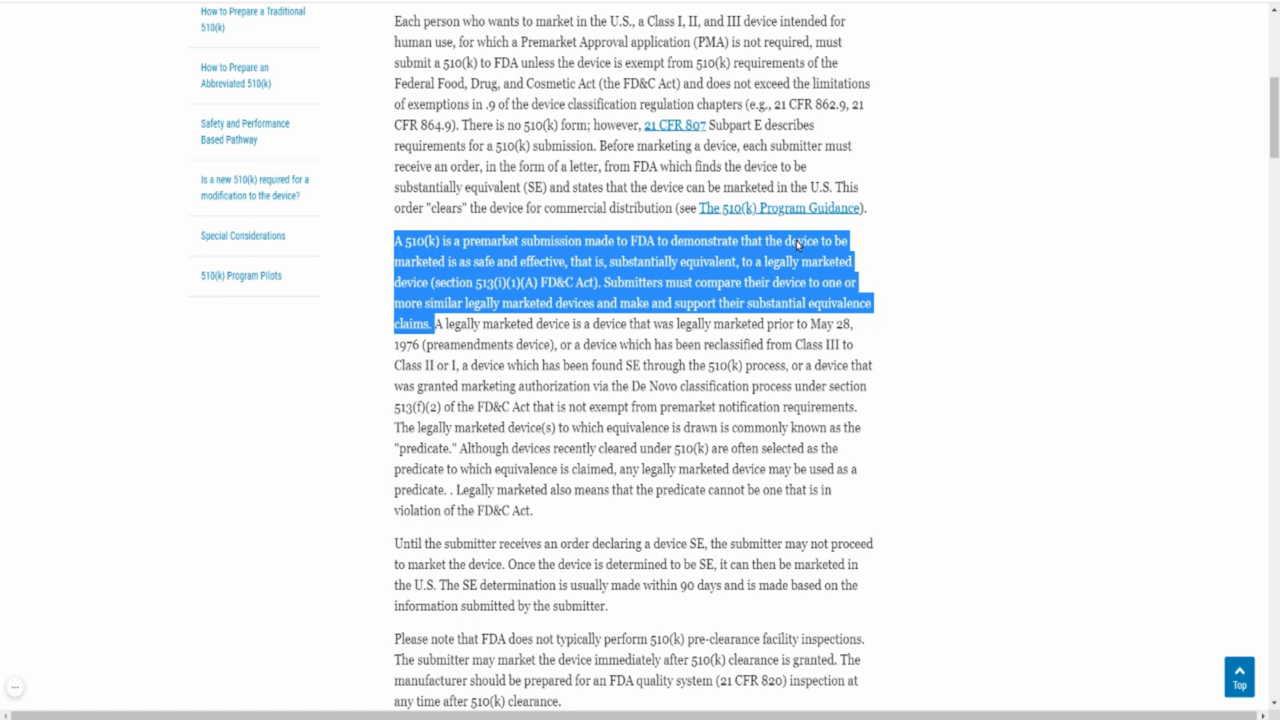 How to Prepare a Traditional
510(k)
How to Prepare an
Abbreviated 510(k)
Safety and Performance
Based Pathway
Is a new 510(k) required for a
modification to the device?
Special Considerations
510(k) Program Pilots
Each person who wants to market in the U.S., a Class I, II, and III device intended for
human use, for which a Premarket Approval application (PMA) is not required, must
submit a 510(k) to FDA unless the device is exempt from 510(k) requirements of the
Federal Food, Drug, and Cosmetic Act (the FD&C Act) and does not exceed the limitations
of exemptions in .9 of the device classification regulation chapters (e.g., 21 CFR 862.9, 21
CFR 864.9). There is no 510(k) form; however, 21 CFR 807 Subpart E describes
requirements for a 510(k) submission. Before marketing a device, each submitter must
receive an order, in the form of a letter, from FDA which finds the device to be
substantially equivalent (SE) and states that the device can be marketed in the U.S. This
order "clears" the device for commercial distribution (see The 510(k) Program Guidance).
A 510(k) is a premarket submission made to FDA to demonstrate that the device to be
marketed is as safe and effective, that is, substantially equivalent, to a legally marketed
device (section 513(i)(1)(A) FD&C Act). Submitters must compare their device to one or
more similar legally marketed devices and make and support their substantial equivalence
claims. A legally marketed device is a device that was legally marketed prior to May 28,
1976 (preamendments device), or a device which has been reclassified from Class III to
Class II or I, a device which has been found SE through the 510(k) process, or a device that
was granted marketing authorization via the De Novo classification process under section
513(f)(2) of the FD&C Act that is not exempt from premarket notification requirements.
The legally marketed device(s) to which equivalence is drawn is commonly known as the
"predicate." Although devices recently cleared under 510(k) are often selected as the
predicate to which equivalence is claimed, any legally marketed device may be used as a
predicate. . Legally marketed also means that the predicate cannot be one that is in
violation of the FD&C Act.
Until the submitter receives an order declaring a device SE, the submitter may not proceed
to market the device. Once the device is determined to be SE, it can then be marketed in
the U.S. The SE determination is usually made within 90 days and is made based on the
information submitted by the submitter.
Please note that FDA does not typically perform 510(k) pre-clearance facility inspections.
The submitter may market the device immediately after 510(k) clearance is granted. The
manufacturer should be prepared for an FDA quality system (21 CFR 820) inspection at
any time after 510(k) clearance.
Top